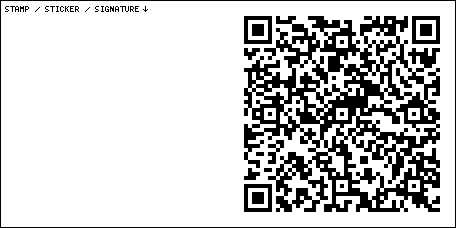 STAMP / STICKER / SIGNATURE ↓